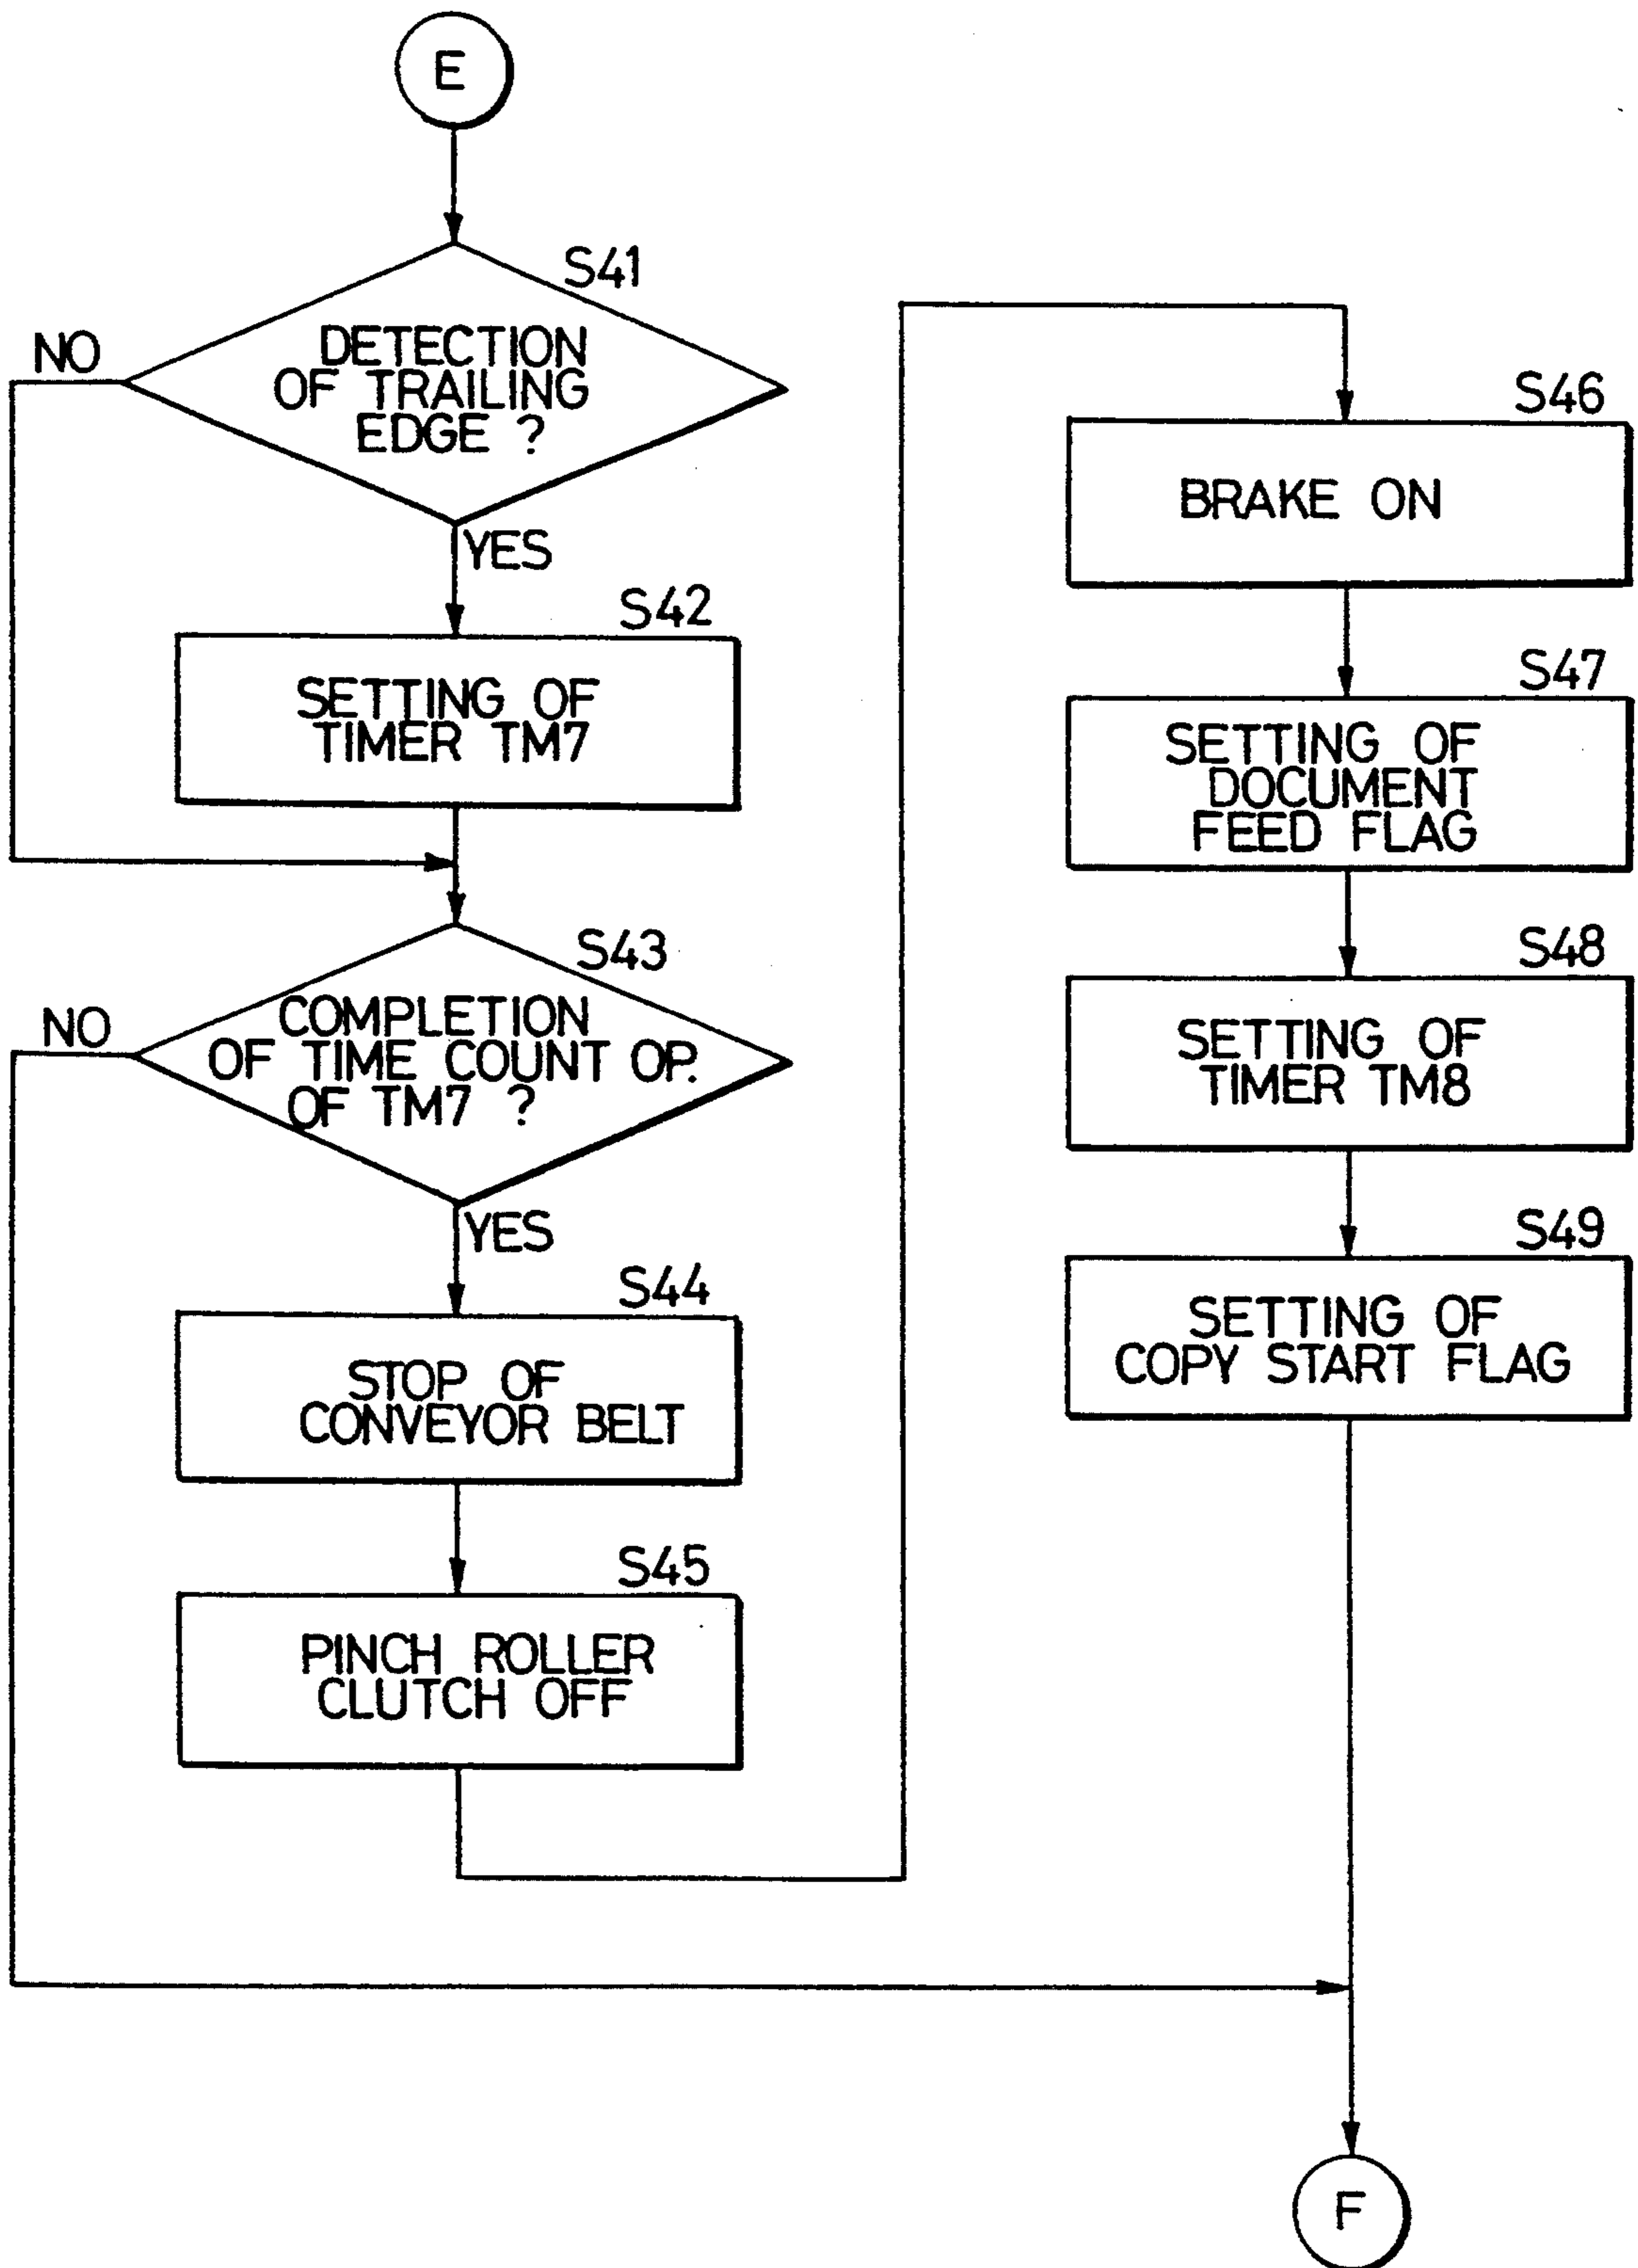 E
S41
NO
DETECTION
OF TRAILING
EDGE ?
YES
S42
SETTING OF
TIMER TM7
S43
NO
COMPLETION
OF TIME COUNT OP.
OF TM7 ?
YES
S44
STOP OF
CONVEYOR BELT
S45
PINCH ROLLER
CLUTCH OFF
S46
BRAKE ON
S47
SETTING OF
DOCUMENT
FEED FLAG
S48
SETTING OF
TIMER TM8
S49
SETTING OF
COPY START FLAG
F